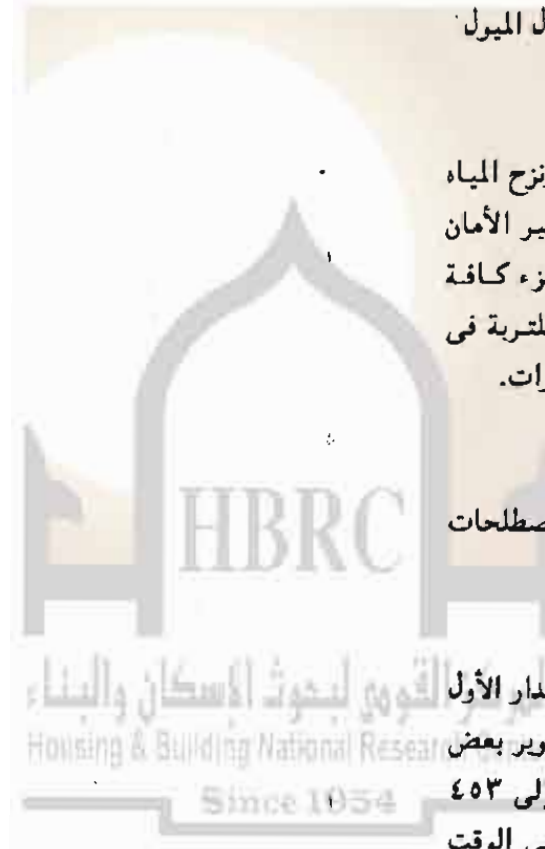 ل الميول
نزح المياه
ير الأمان
زء كافة
لتربة فى
رات.
HBRC
صطلحات
المركز القومي لبحوث الإسكان والبناء
دار الأول
Housing & Building National Research
وير بعض
Since 1954
لى ٤٥٣
ى الوقت